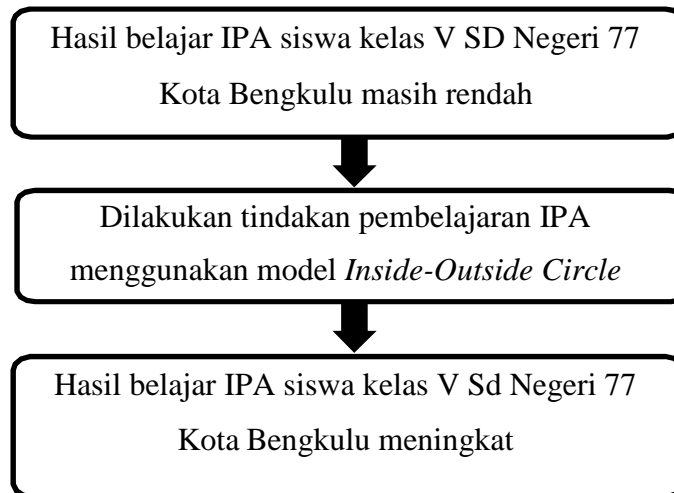 Hasil belajar IPA siswa kelas V SD Negeri 77
Kota Bengkulu masih rendah
Dilakukan tindakan pembelajaran IPA
menggunakan model Inside-Outside Circle
Hasil belajar IPA siswa kelas V Sd Negeri 77
Kota Bengkulu meningkat